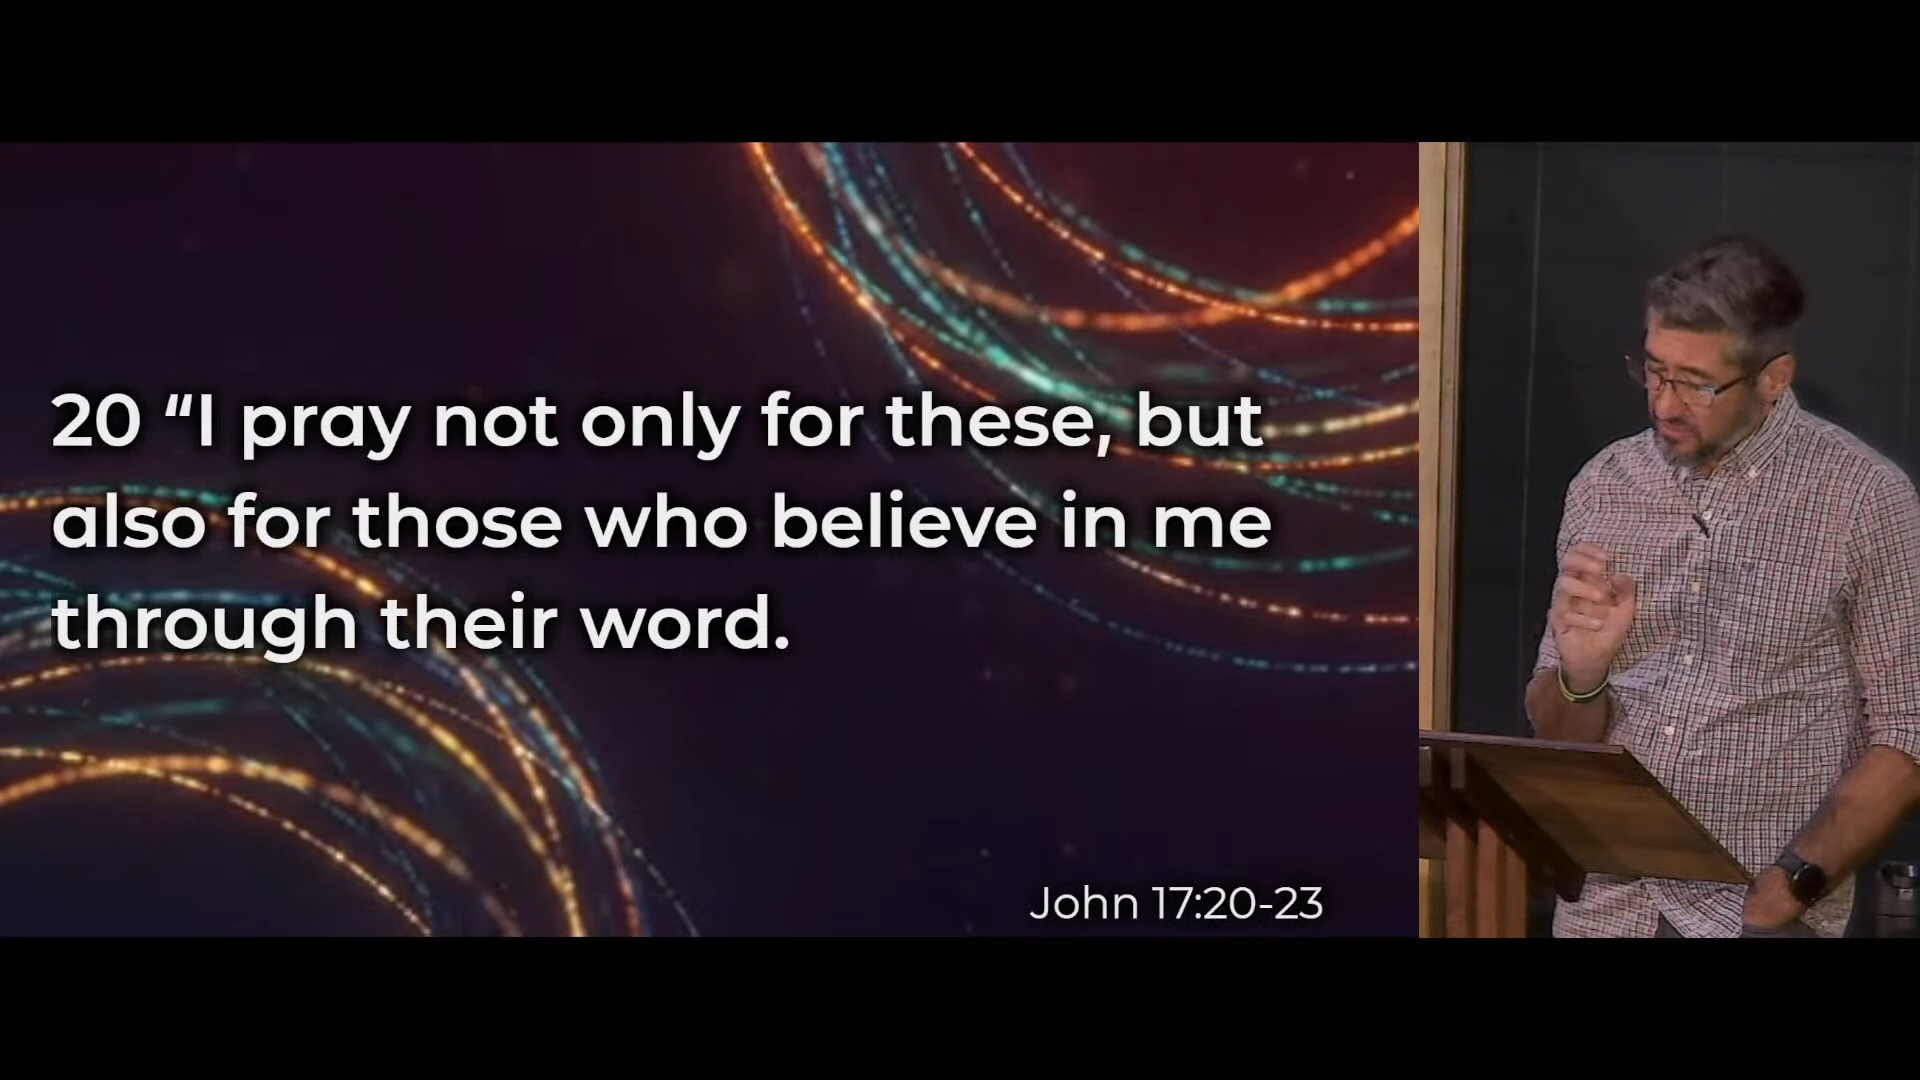 20 “I pray not only for these, but
also for those who believe in me
through their word.
John 17:20-23